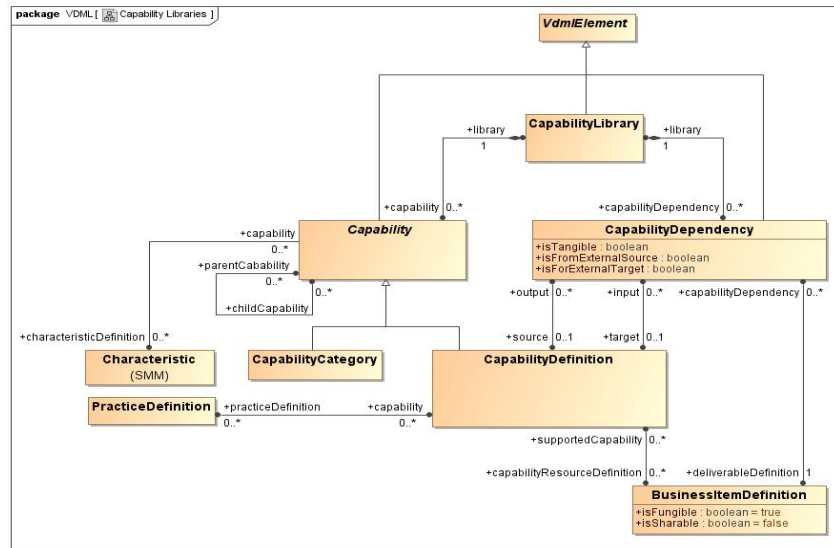 package VDML [ Capability Libraries ]
VdmlElement
CapabilityLibrary
+library
1
+library
1
+capability 0..*
+capabilityDependency 0..*
Capability
CapabilityDependency
+isTangible : boolean
+isFromExternalSource : boolean
+isForExternalTarget : boolean
+capability
0..*
+parentCabability
0..*
0..*
+childCapability
+output 0..*
+input 0..*
+capabilityDependency 0..*
+characteristicDefinition 0..*
+source 0..1
+target 0..1
Characteristic
(SMM)
CapabilityCategory
CapabilityDefinition
PracticeDefinition
+practiceDefinition
0..*
+capability
0..*
+supportedCapability 0..*
+capabilityResourceDefinition 0..*
+deliverableDefinition 1
BusinessItemDefinition
+isFungible : boolean = true
+isSharable : boolean = false